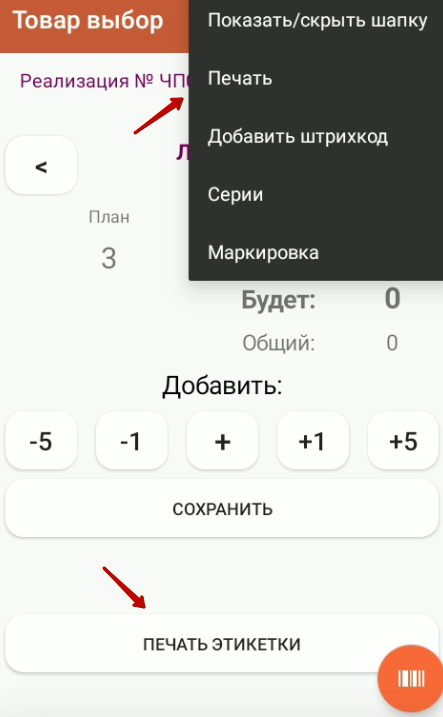 Товар выбор
Показать/скрыть шапку
Реализация №
Печать
Добавить штрихкод
<
Серии
План
Маркировка
3
Будет: 0
Общий: 0
Добавить:
-5 -1 + +1 +5
СОХРАНИТЬ
ПЕЧАТЬ ЭТИКЕТКИ